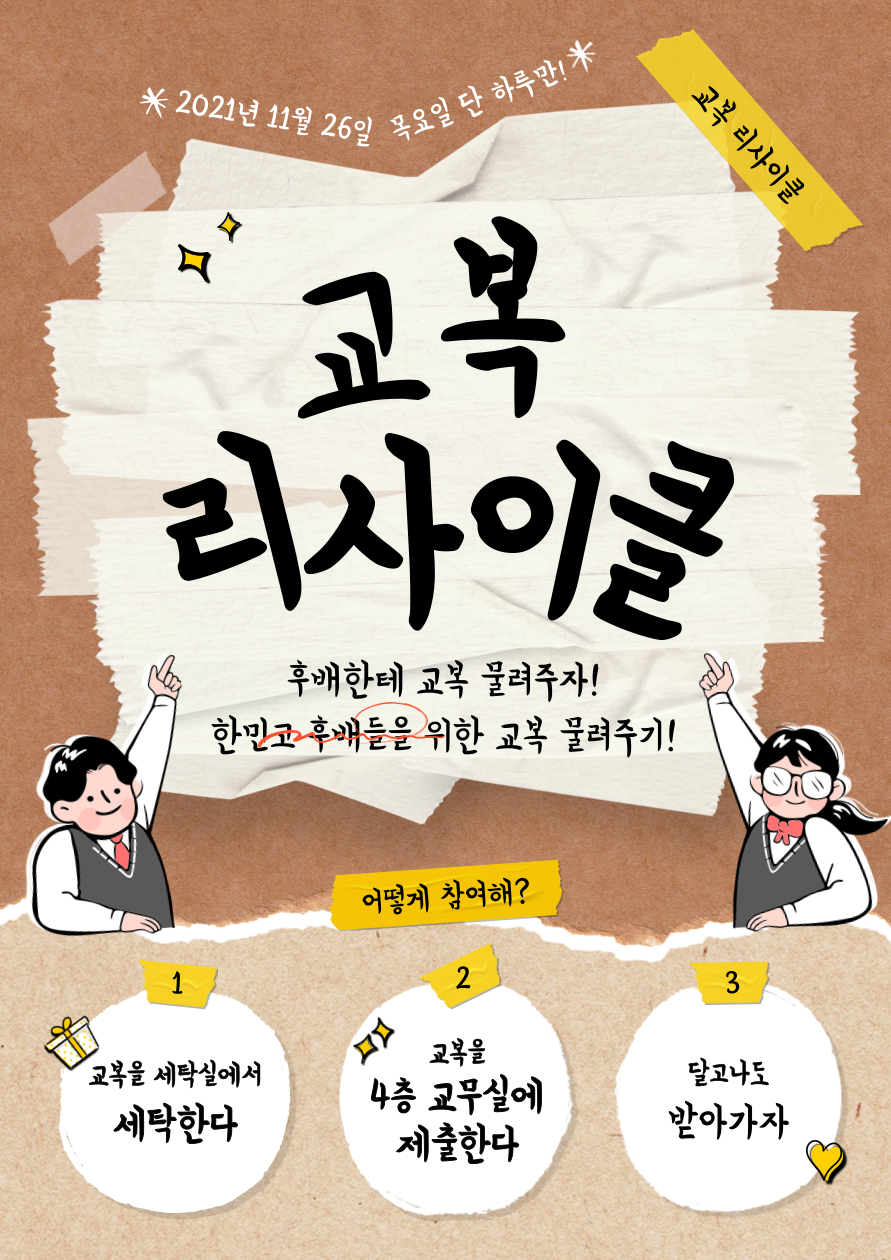 2021년 11월 26일 목요일 단 하루만!
교복 리사이클
교복
리사이클
후배한테 교복 물려주자!
한민고 후배들을 위한 교복 물려주기!
어떻게 참여해?
1
교복을 세탁실에서
세탁한다
2
교복을
4층 교무실에
제출한다
3
달고나도
받아가자